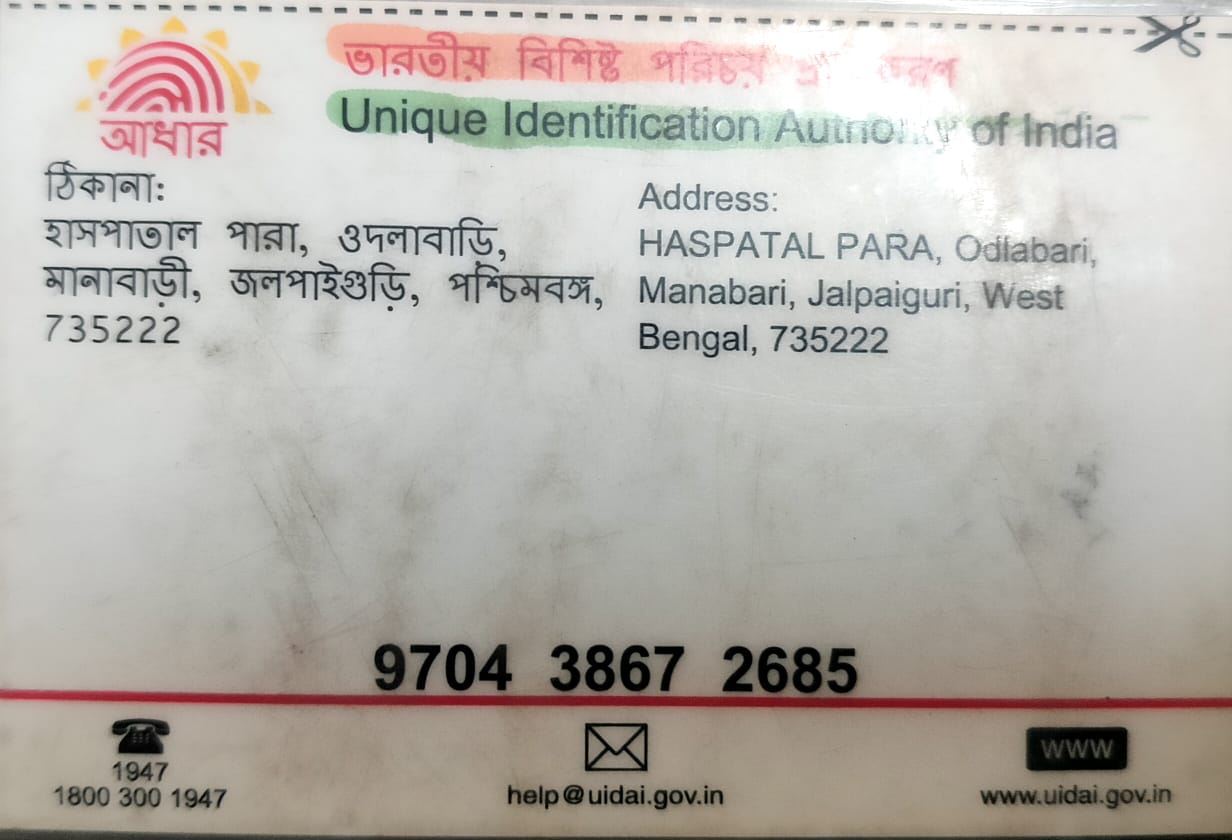 ভারতীয় বিশিষ্ট পরিচয়
Unique Identification Authority of India
আধার
ঠিকানা:
হাসপাতাল পারা, ওদলাবাড়ি,
মানাবাড়ী, জলপাইগুড়ি, পশ্চিমবঙ্গ,
735222
Address:
HASPATAL PARA, Odlabari,
Manabari, Jalpaiguri, West
Bengal, 735222
9704 3867 2685
1947
1800 300 1947
help@uidai.gov.in
WWW
www.uidai.gov.in